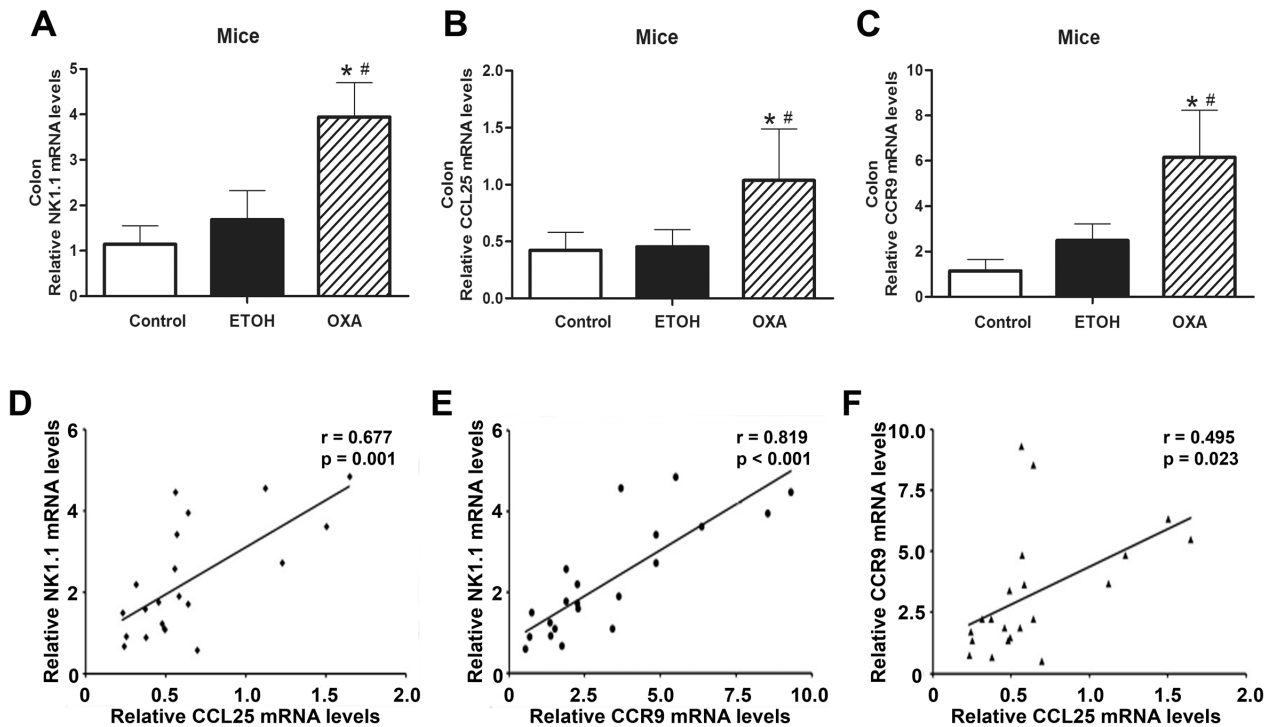 A
Mice
Colon
Relative NK1.1 mRNA levels
5
4
3
2
1
0
* #
Control ETOH OXA
B
Mice
Colon
Relative CCL25 mRNA levels
2.0
1.5
1.0
0.5
0.0
* #
Control ETOH OXA
C
Mice
Colon
Relative CCR9 mRNA levels
10
8
6
4
2
0
* #
Control ETOH OXA
D
Relative NK1.1 mRNA levels
6
4
2
0
r = 0.677
p = 0.001
0 0.5 1.0 1.5 2.0
Relative CCL25 mRNA levels
E
Relative NK1.1 mRNA levels
6
4
2
0
r = 0.819
p < 0.001
0 2.5 5.0 7.5 10.0
Relative CCR9 mRNA levels
F
Relative CCR9 mRNA levels
10.0
7.5
5.0
2.5
0
r = 0.495
p = 0.023
0 0.5 1.0 1.5 2.0
Relative CCL25 mRNA levels